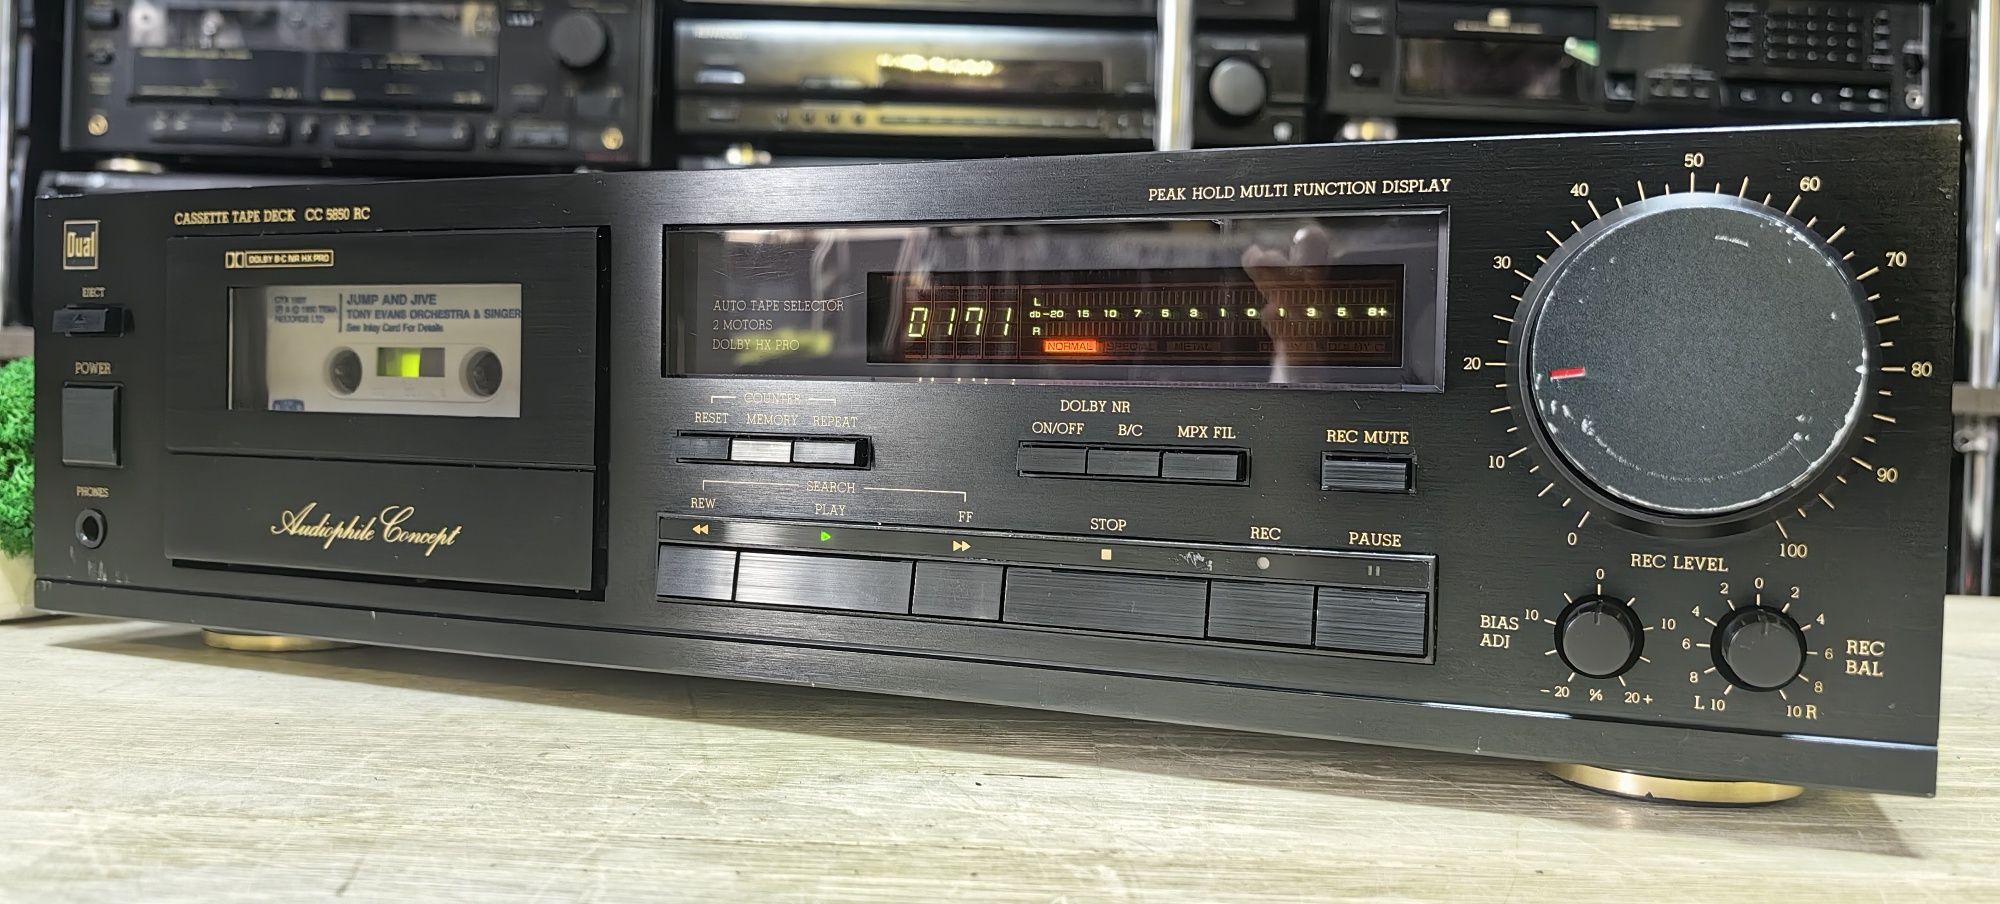 Dual
CASSETTE TAPE DECK CC 5850 RC
DOLBY B·C NR HX PRO
JUMP AND JIVE
TONY EVANS ORCHESTRA & SINGER
See Inlay Card For Details
RECORDS LTD
EJECT
POWER
PHONES
Audiophile Concept
PEAK HOLD MULTI FUNCTION DISPLAY
AUTO TAPE SELECTOR
2 MOTORS
DOLBY HX PRO
0171
L
db -20 15 10 7 5 3 1 0 1 3 5 8+
R
NORMAL SPECIAL METAL DOLBY B DOLBY C
COUNTER
RESET MEMORY REPEAT
DOLBY NR
ON/OFF B/C MPX FIL
REC MUTE
SEARCH
REW PLAY FF STOP REC PAUSE
0 10 20 30 40 50 60 70 80 90 100
REC LEVEL
BIAS ADJ
0
10 10
-20 % 20+
REC BAL
0
2 2
4 4
6 6
8 8
L 10 10 R